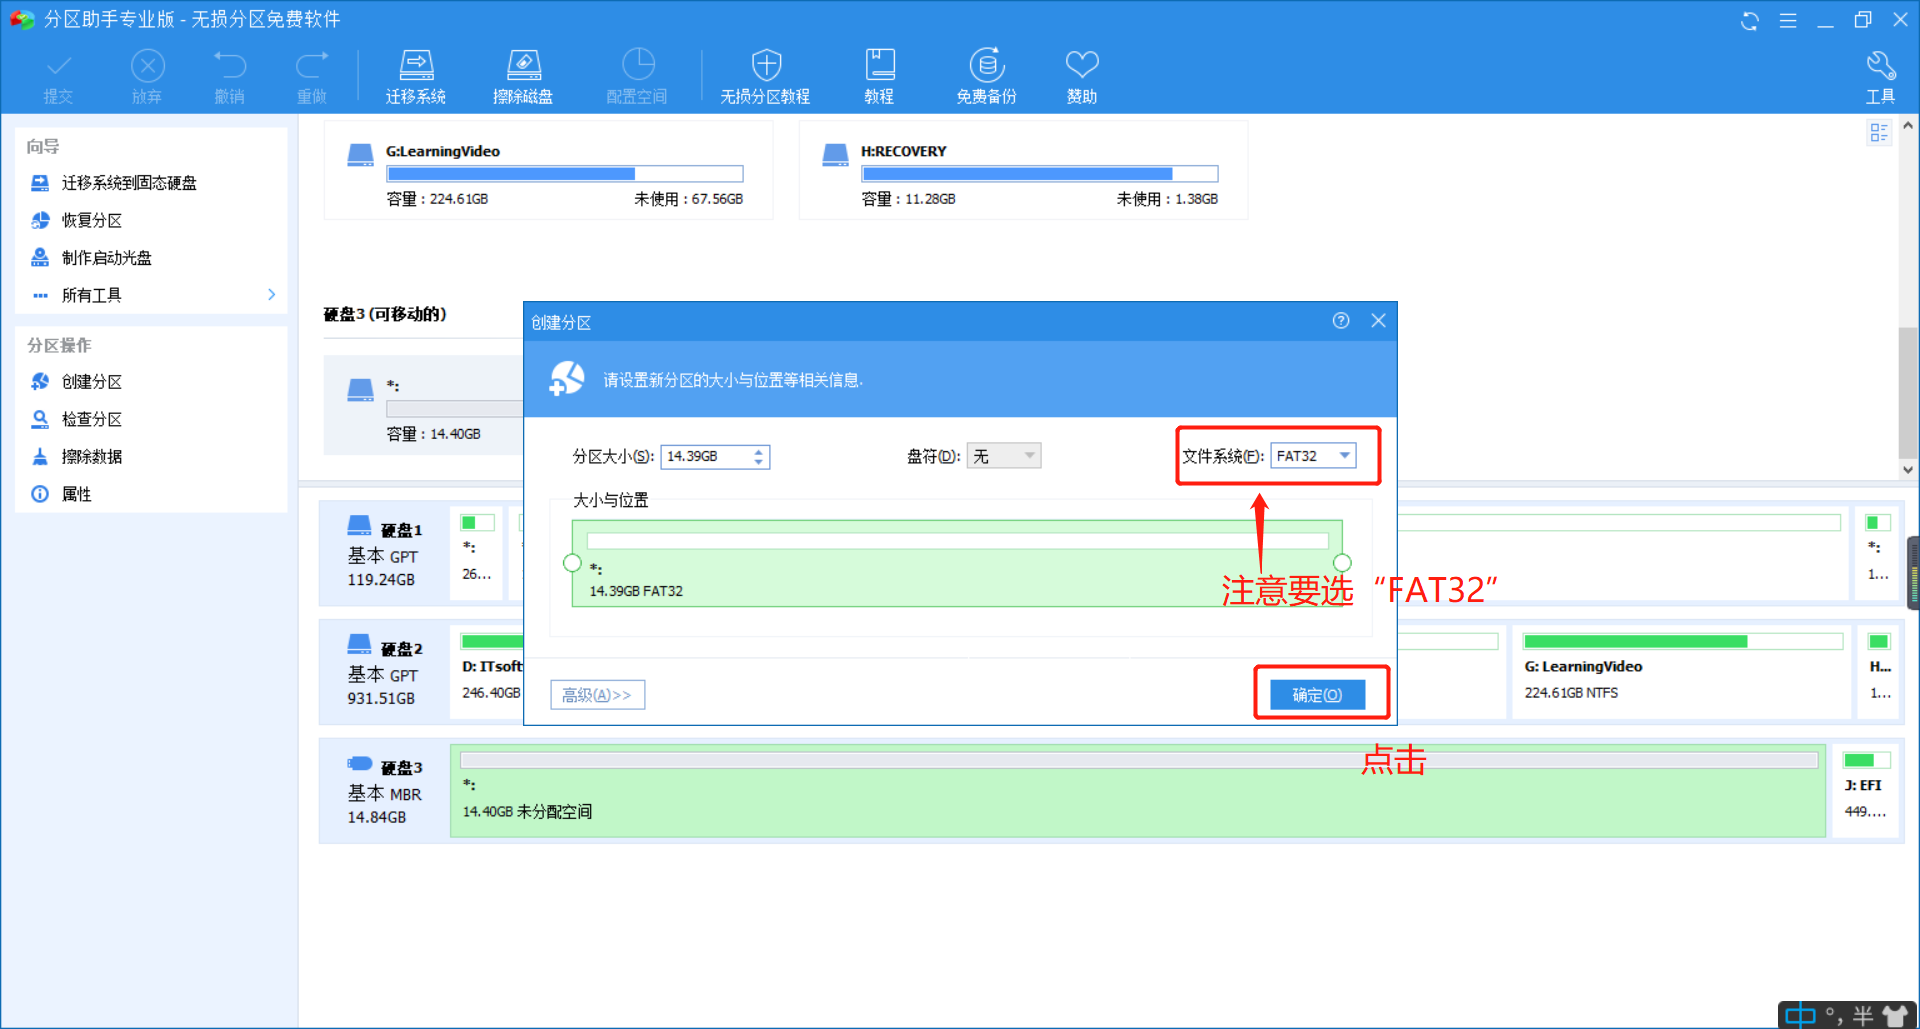 分区助手专业版 - 无损分区免费软件
提交
放弃
撤销
重做
迁移系统
擦除磁盘
配置空间
无损分区教程
教程
免费备份
赞助
工具
向导
迁移系统到固态硬盘
恢复分区
制作启动光盘
所有工具
分区操作
创建分区
检查分区
擦除数据
属性
G:LearningVideo
容量：224.61GB
未使用：67.56GB
H:RECOVERY
容量：11.28GB
未使用：1.38GB
硬盘3 (可移动的)
*:
容量：14.40GB
创建分区
请设置新分区的大小与位置等相关信息.
分区大小(S): 14.39GB
盘符(D): 无
文件系统(F): FAT32
大小与位置
*:
14.39GB FAT32
注意要选“FAT32”
高级(A)>>
确定(O)
点击
硬盘1
基本 GPT
119.24GB
*:
26...
*:
1...
硬盘2
基本 GPT
931.51GB
D: ITsoft
246.40GB
G: LearningVideo
224.61GB NTFS
H...
1...
硬盘3
基本 MBR
14.84GB
*:
14.40GB 未分配空间
J: EFI
449....
中 °, 半